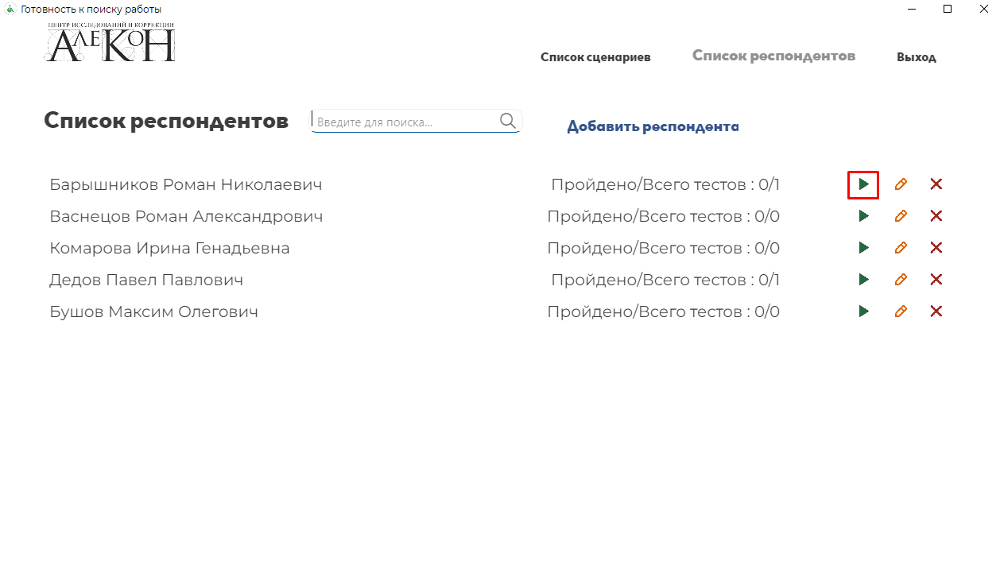 Готовность к поиску работы
ЦЕНТР ИССЛЕДОВАНИЙ И КОРРЕКЦИИ
АЛЕКОН
Список сценариев Список респондентов Выход
Список респондентов Введите для поиска... Добавить респондента
Барышников Роман Николаевич Пройдено/Всего тестов : 0/1
Васнецов Роман Александрович Пройдено/Всего тестов : 0/0
Комарова Ирина Генадьевна Пройдено/Всего тестов : 0/0
Дедов Павел Павлович Пройдено/Всего тестов : 0/1
Бушов Максим Олегович Пройдено/Всего тестов : 0/0